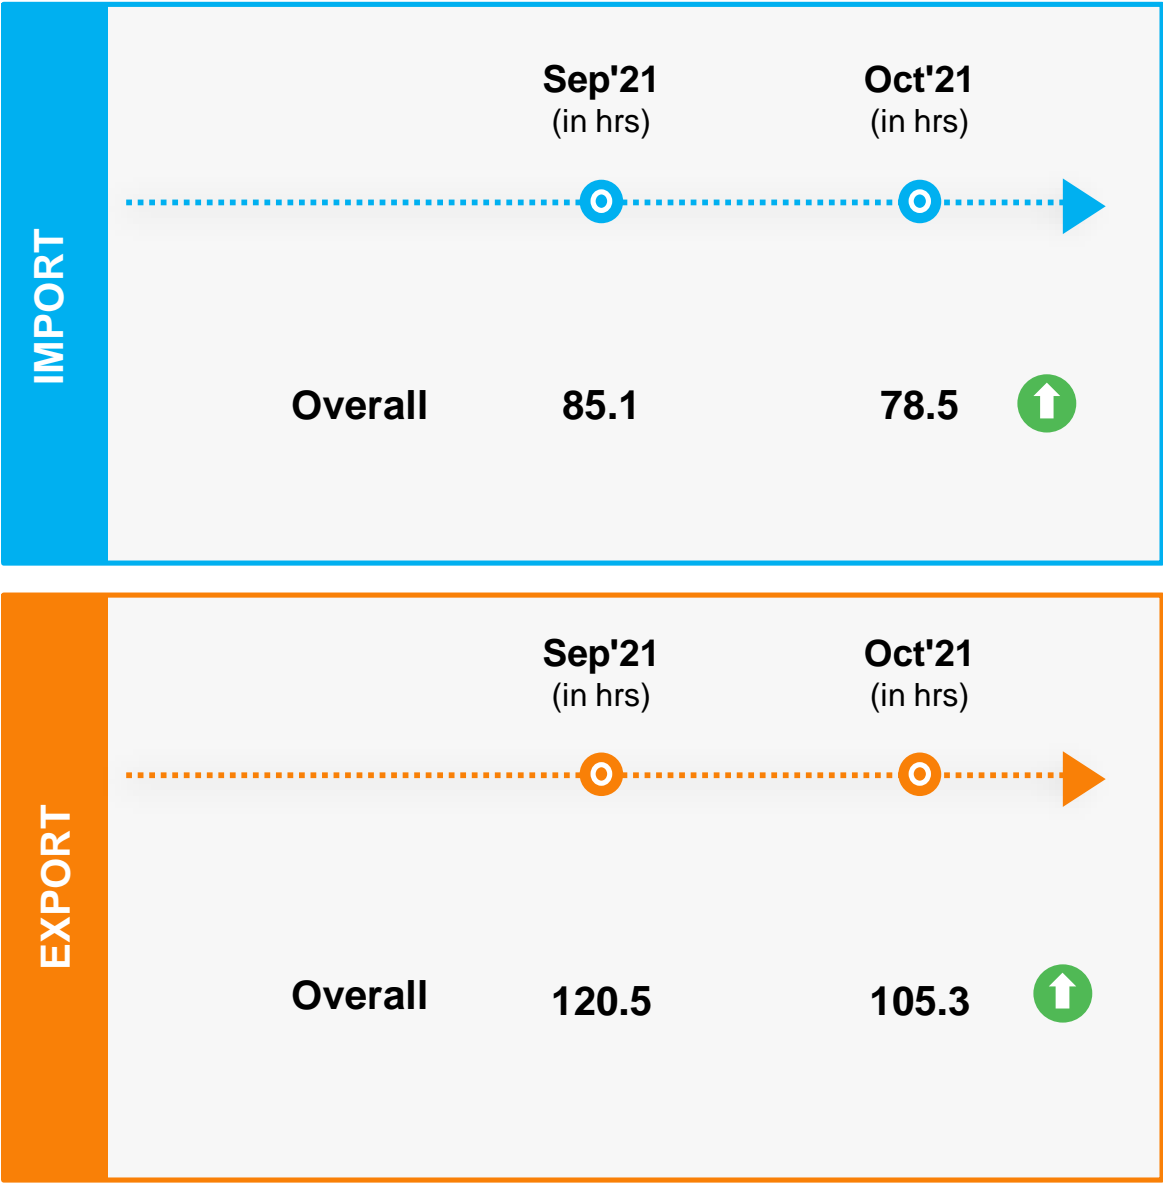 IMPORT
Sep'21 Oct'21
(in hrs) (in hrs)
Overall 85.1 78.5
EXPORT
Sep'21 Oct'21
(in hrs) (in hrs)
Overall 120.5 105.3